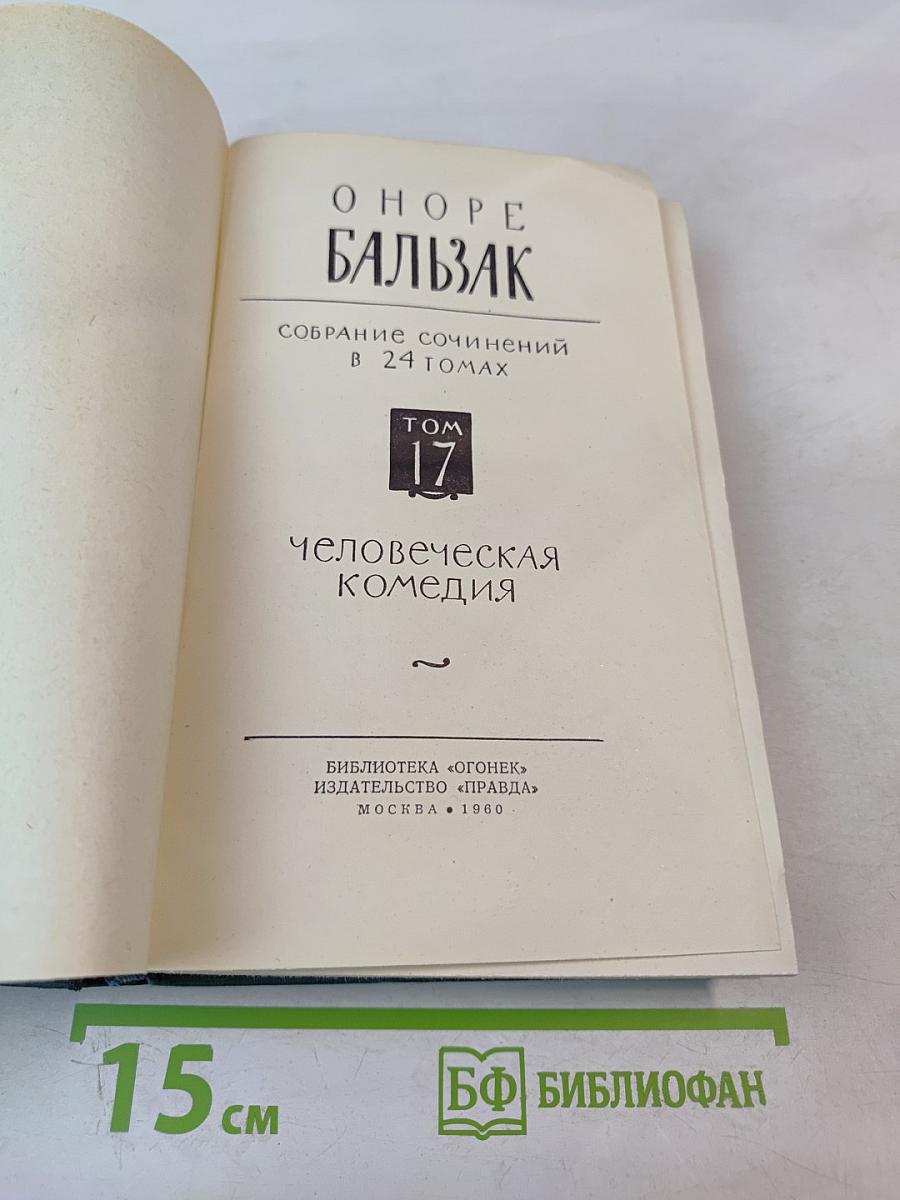 ОНОРЕ
БАЛЬЗАК
СОБРАНИЕ СОЧИНЕНИЙ
В 24 ТОМАХ
ТОМ
17
ЧЕЛОВЕЧЕСКАЯ
КОМЕДИЯ
БИБЛИОТЕКА «ОГОНЕК»
ИЗДАТЕЛЬСТВО «ПРАВДА»
МОСКВА • 1960
15 см
БФ БИБЛИОФАН